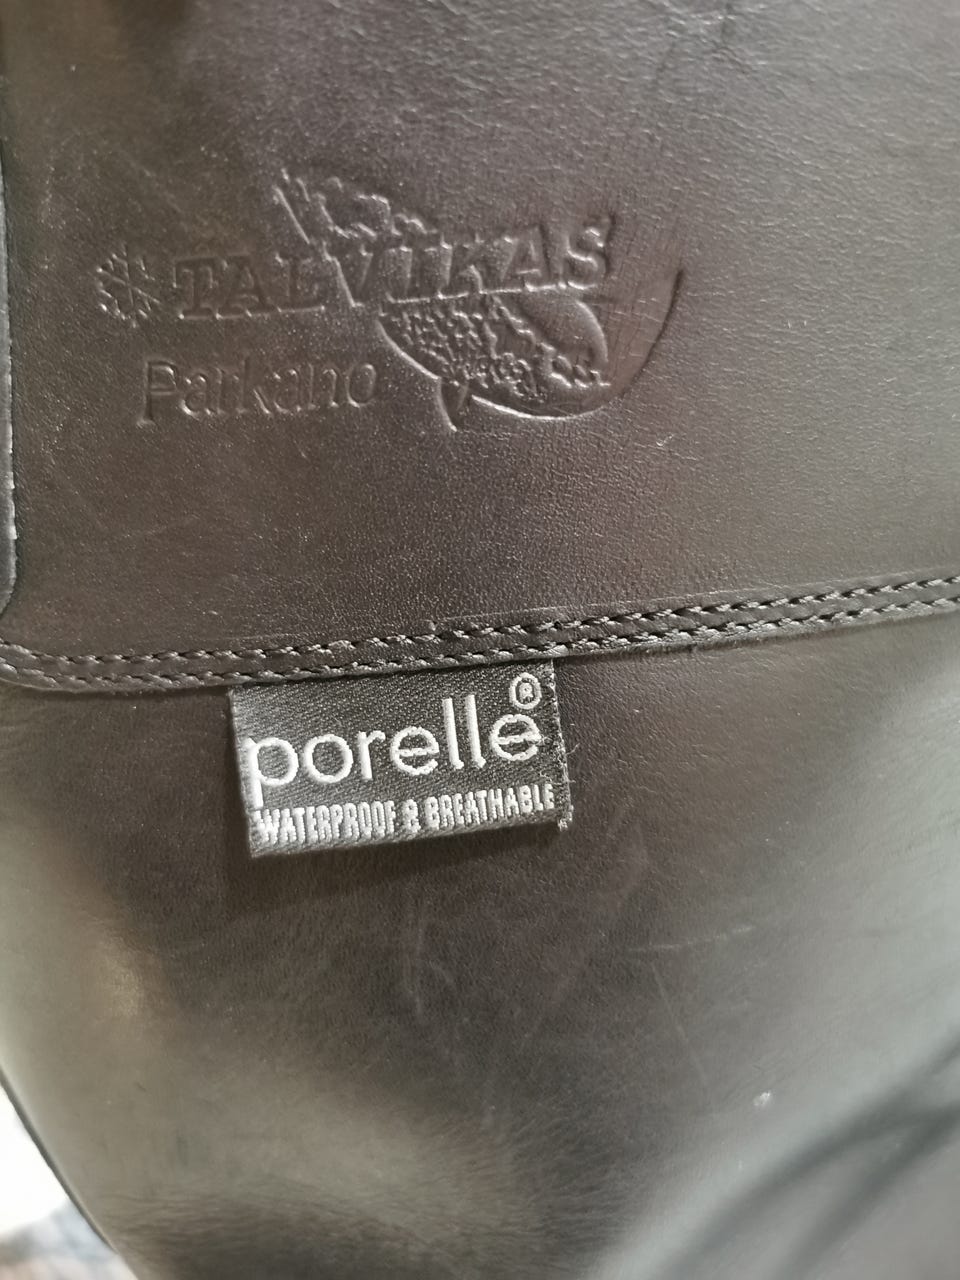 TALVIKAS
Parkano
porelle®
WATERPROOF & BREATHABLE